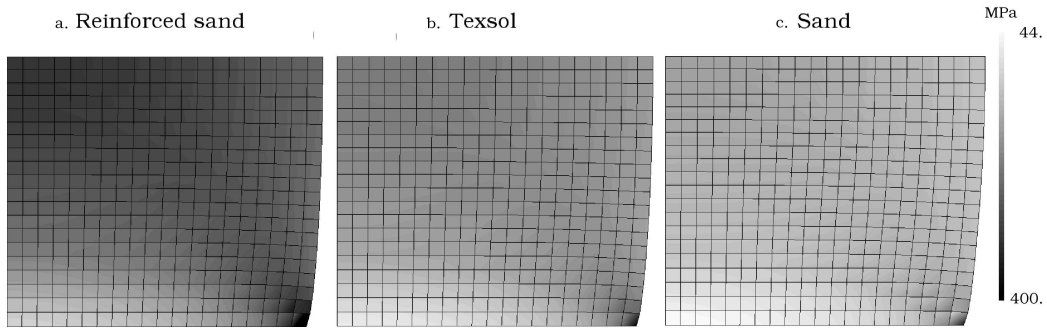 a. Reinforced sand
b. Texsol
c. Sand
MPa
44.
400.